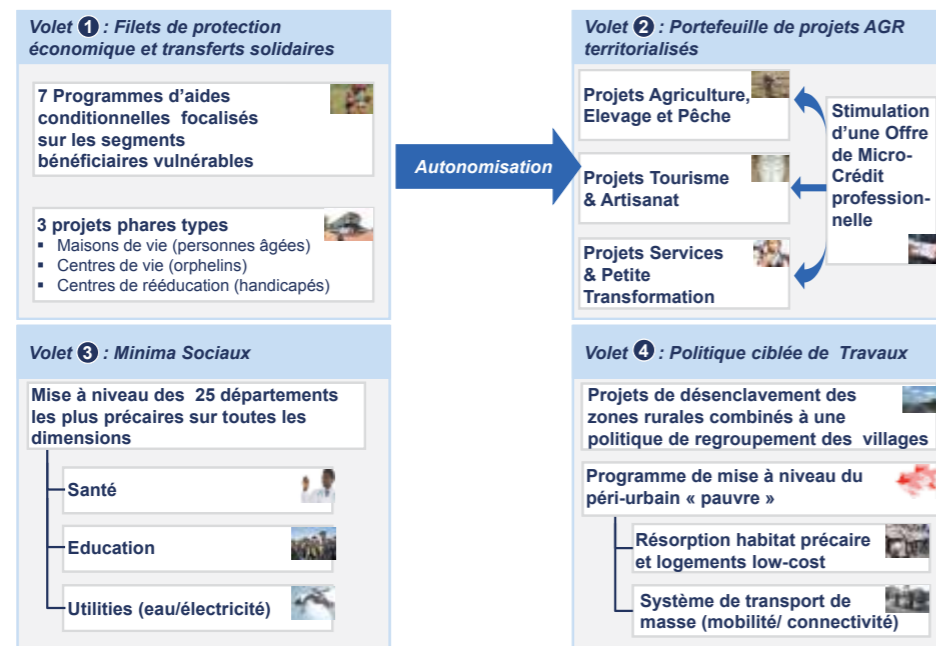 Volet 1 : Filets de protection
économique et transferts solidaires
7 Programmes d'aides
conditionnelles focalisés
sur les segments
bénéficiaires vulnérables
3 projets phares types
▪ Maisons de vie (personnes âgées)
▪ Centres de vie (orphelins)
▪ Centres de rééducation (handicapés)
Autonomisation
Volet 2 : Portefeuille de projets AGR
territorialisés
Projets Agriculture,
Elevage et Pêche
Projets Tourisme
& Artisanat
Projets Services
& Petite
Transformation
Stimulation
d'une Offre
de Micro-
Crédit
profession-
nelle
Volet 3 : Minima Sociaux
Mise à niveau des 25 départements
les plus précaires sur toutes les
dimensions
Santé
Education
Utilities (eau/électricité)
Volet 4 : Politique ciblée de Travaux
Projets de désenclavement des
zones rurales combinés à une
politique de regroupement des villages
Programme de mise à niveau du
péri-urbain « pauvre »
Résorption habitat précaire
et logements low-cost
Système de transport de
masse (mobilité/ connectivité)